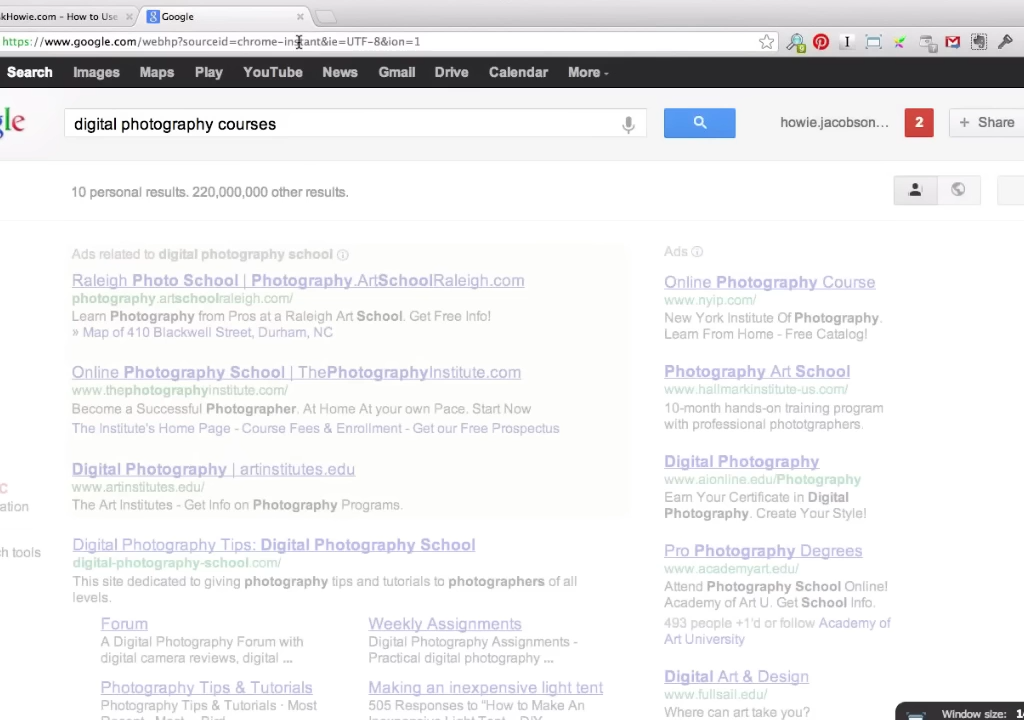 skHowie.com - How to Use
Google
https://www.google.com/webhp?sourceid=chrome-instant&ie=UTF-8&ion=1
Search Images Maps Play YouTube News Gmail Drive Calendar More
gle
digital photography courses
howie.jacobson...
2
+ Share
10 personal results. 220,000,000 other results.
Ads related to digital photography school
Raleigh Photo School | Photography.ArtSchoolRaleigh.com
photography.artschoolraleigh.com/
Learn Photography from Pros at a Raleigh Art School. Get Free Info!
» Map of 410 Blackwell Street, Durham, NC
Online Photography School | ThePhotographyInstitute.com
www.thephotographyinstitute.com/
Become a Successful Photographer. At Home At your own Pace. Start Now
The Institute's Home Page - Course Fees & Enrollment - Get our Free Prospectus
Digital Photography | artinstitutes.edu
www.artinstitutes.edu/
The Art Institutes - Get Info on Photography Programs.
C
ation
ch tools
Digital Photography Tips: Digital Photography School
digital-photography-school.com/
This site dedicated to giving photography tips and tutorials to photographers of all
levels.
Forum
A Digital Photography Forum with
digital camera reviews, digital ...
Weekly Assignments
Digital Photography Assignments -
Practical digital photography ...
Photography Tips & Tutorials
Photography Tips & Tutorials · Most
Making an inexpensive light tent
505 Responses to "How to Make An
Ads
Online Photography Course
www.nyip.com/
New York Institute Of Photography.
Learn From Home - Free Catalog!
Photography Art School
www.hallmarkinstitute-us.com/
10-month hands-on training program
with professional phototgraphers.
Digital Photography
www.aionline.edu/Photography
Earn Your Certificate in Digital
Photography. Create Your Style!
Pro Photography Degrees
www.academyart.edu/
Attend Photography School Online!
Academy of Art U. Get School Info.
493 people +1'd or follow Academy of
Art University
Digital Art & Design
www.fullsail.edu/
Where can art take you?
Window size: